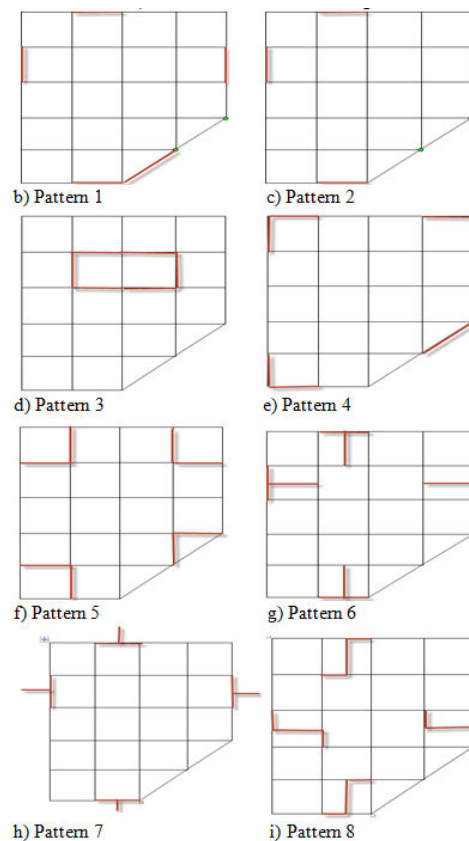 b) Pattern 1
c) Pattern 2
d) Pattern 3
e) Pattern 4
f) Pattern 5
g) Pattern 6
h) Pattern 7
i) Pattern 8